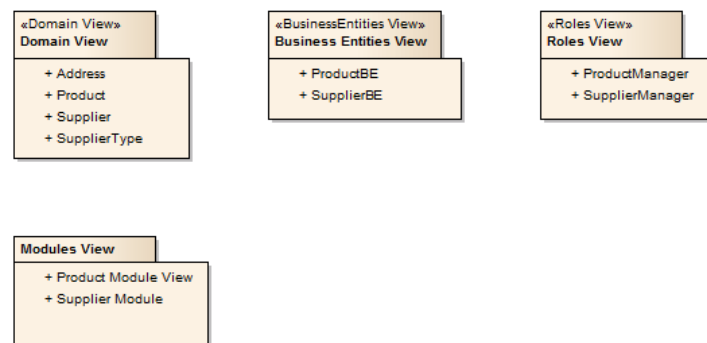 «Domain View»
Domain View
+ Address
+ Product
+ Supplier
+ SupplierType
«BusinessEntities View»
Business Entities View
+ ProductBE
+ SupplierBE
«Roles View»
Roles View
+ ProductManager
+ SupplierManager
Modules View
+ Product Module View
+ Supplier Module